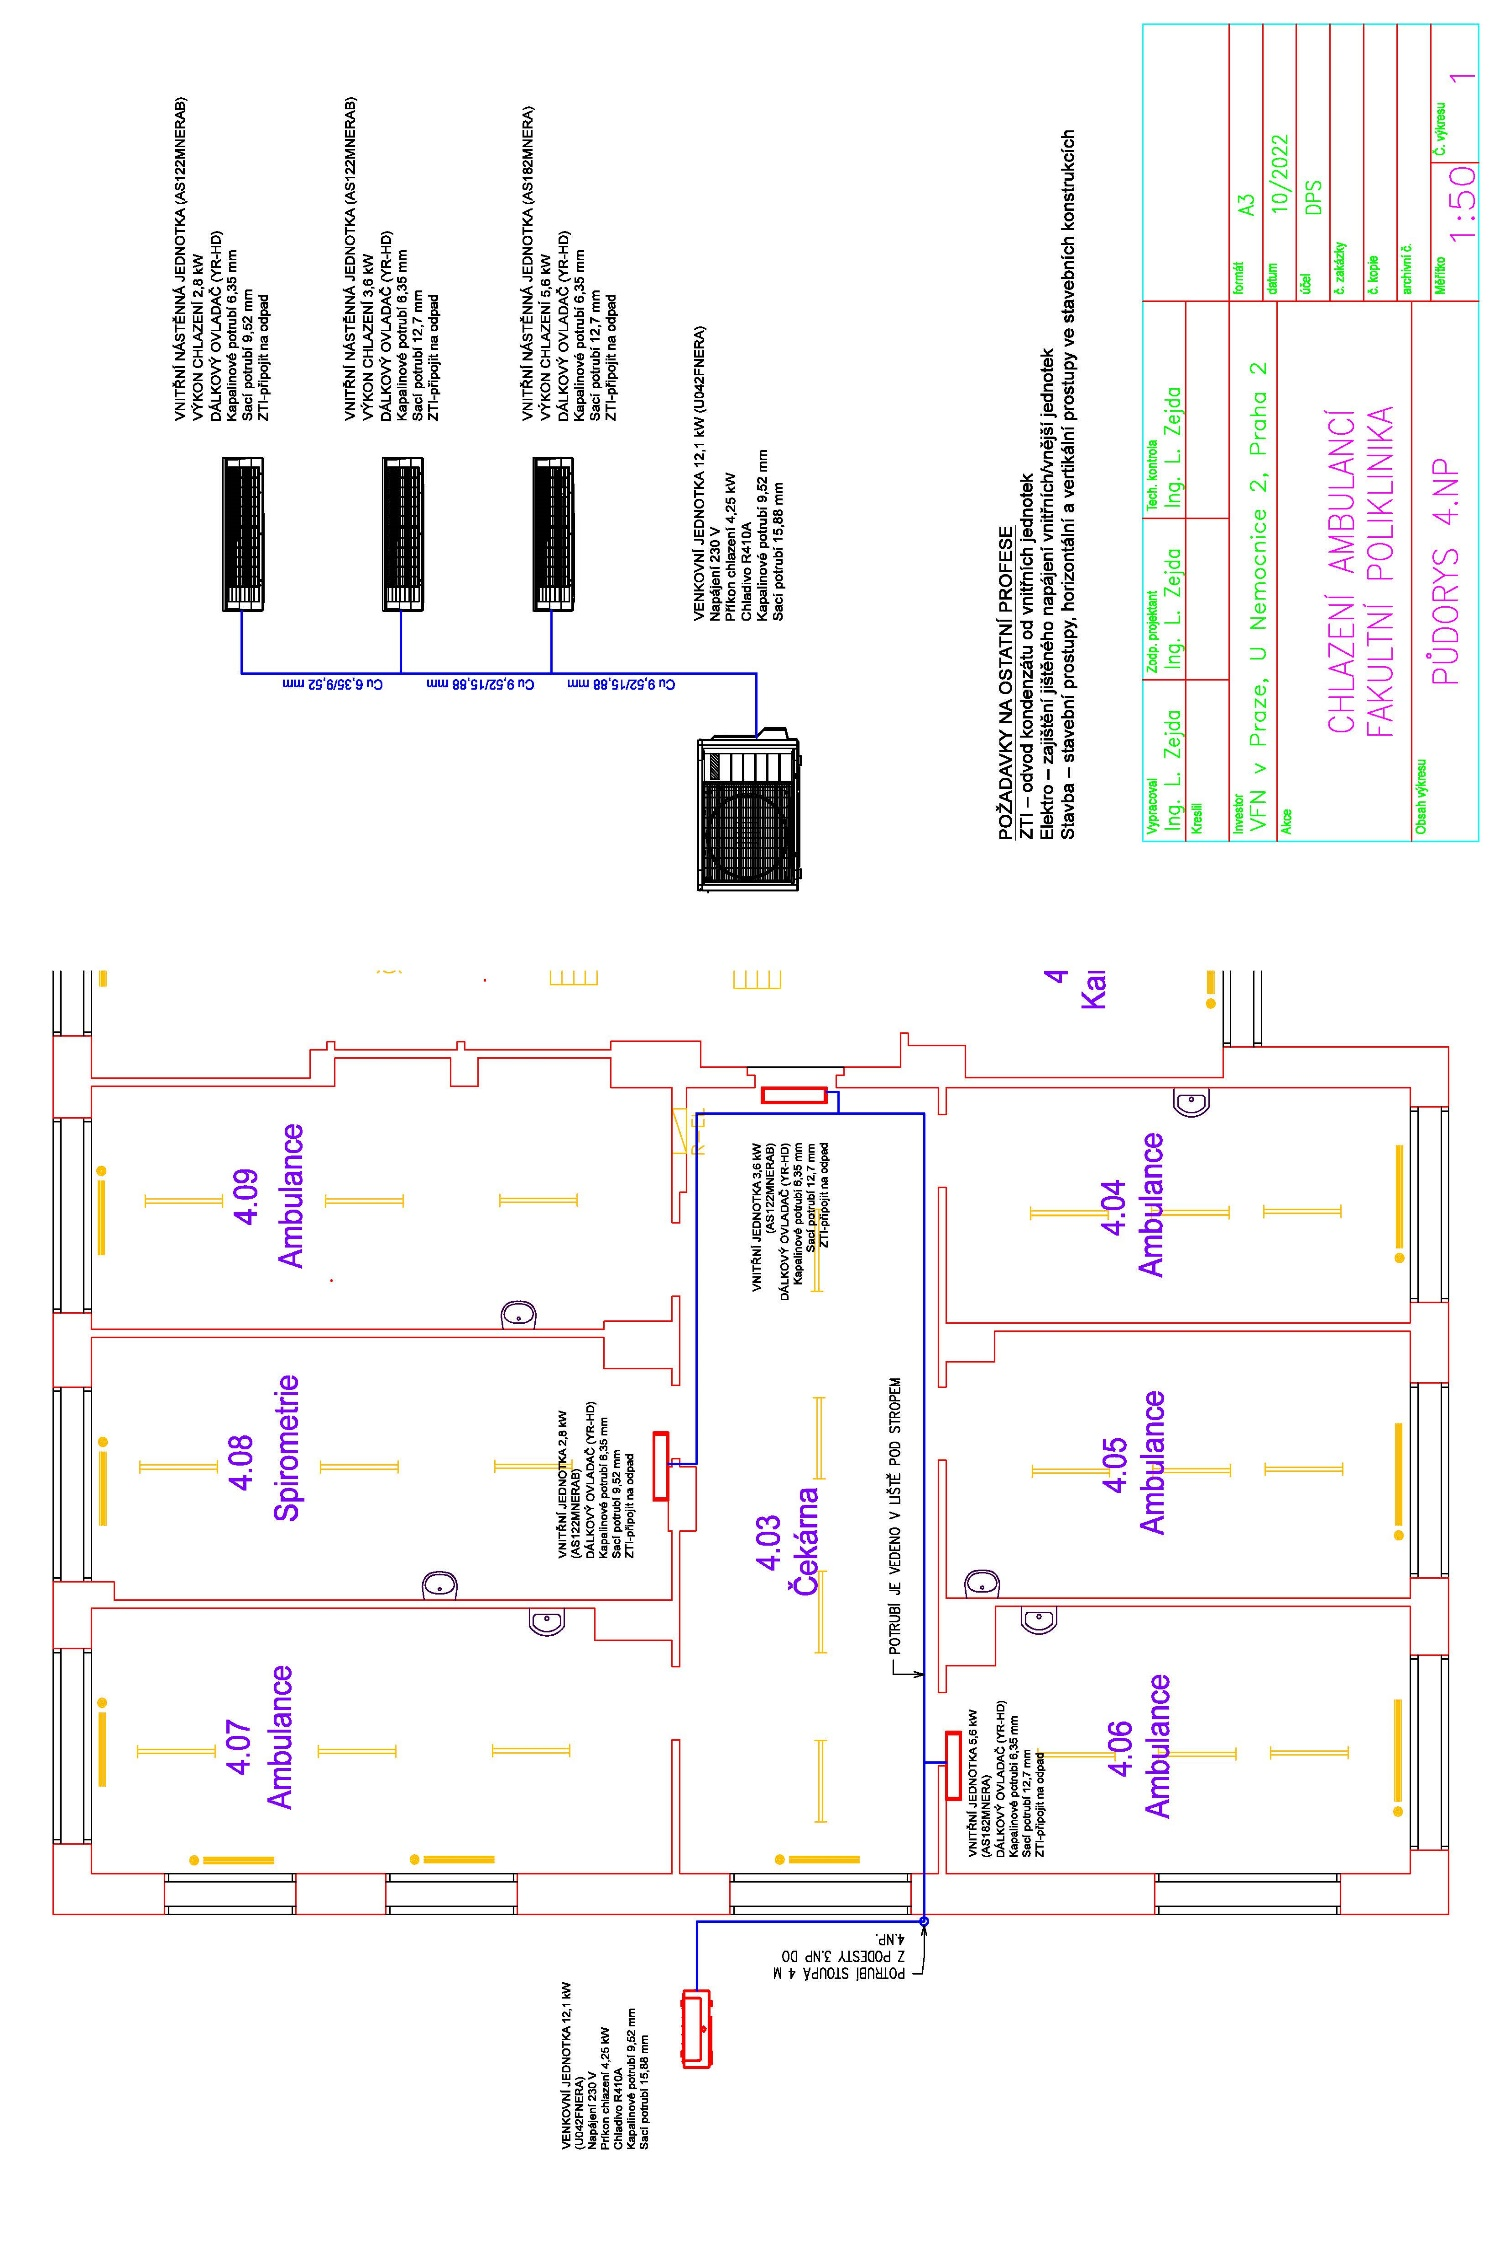 VNITŘNÍ NÁSTĚNNÁ JEDNOTKA (AS122MNERAB)
VÝKON CHLAZENÍ 2,8 kW
DÁLKOVÝ OVLADAČ (YR-HD)
Kapalinové potrubí 6,35 mm
Sací potrubí 9,52 mm
ZTI-připojit na odpad
VNITŘNÍ NÁSTĚNNÁ JEDNOTKA (AS122MNERAB)
VÝKON CHLAZENÍ 3,6 kW
DÁLKOVÝ OVLADAČ (YR-HD)
Kapalinové potrubí 6,35 mm
Sací potrubí 12,7 mm
ZTI-připojit na odpad
VNITŘNÍ NÁSTĚNNÁ JEDNOTKA (AS182MNERA)
VÝKON CHLAZENÍ 5,6 kW
DÁLKOVÝ OVLADAČ (YR-HD)
Kapalinové potrubí 6,35 mm
Sací potrubí 12,7 mm
ZTI-připojit na odpad
Cu 6,35/9,52 mm
Cu 9,52/15,88 mm
Cu 9,52/15,88 mm
VENKOVNÍ JEDNOTKA 12,1 kW (U042FNERA)
Napájení 230 V
Příkon chlazení 4,25 kW
Chladivo R410A
Kapalinové potrubí 9,52 mm
Sací potrubí 15,88 mm
POŽADAVKY NA OSTATNÍ PROFESE
ZTI – odvod kondenzátu od vnitřních jednotek
Elektro – zajištění jištěného napájení vnitřních/vnější jednotek
Stavba – stavební prostupy, horizontální a vertikální prostupy ve stavebních konstrukcích
Vypracoval
Ing. L. Zejda
Zodp. projektant
Ing. L. Zejda
Tech. kontrola
Ing. L. Zejda
Kreslil
Investor
VFN v Praze, U Nemocnice 2, Praha 2
Akce
CHLAZENÍ AMBULANCÍ
FAKULTNÍ POLIKLINIKA
Obsah výkresu
PŮDORYS 4.NP
formát
A3
datum
10/2022
účel
DPS
č. zakázky
č. kopie
archivní č.
Měřítko
1:50
Č. výkresu
1
4.09
Ambulance
4.08
Spirometrie
4.07
Ambulance
4.03
Čekárna
4.04
Ambulance
4.05
Ambulance
4.06
Ambulance
4
Kal
VNITŘNÍ JEDNOTKA 3,6 kW
(AS122MNERAB)
DÁLKOVÝ OVLADAČ (YR-HD)
Kapalinové potrubí 6,35 mm
Sací potrubí 12,7 mm
ZTI-připojit na odpad
VNITŘNÍ JEDNOTKA 2,8 kW
(AS122MNERAB)
DÁLKOVÝ OVLADAČ (YR-HD)
Kapalinové potrubí 6,35 mm
Sací potrubí 9,52 mm
ZTI-připojit na odpad
POTRUBÍ JE VEDENO V LIŠTĚ POD STROPEM
VNITŘNÍ JEDNOTKA 5,6 kW
(AS182MNERA)
DÁLKOVÝ OVLADAČ (YR-HD)
Kapalinové potrubí 6,35 mm
Sací potrubí 12,7 mm
ZTI-připojit na odpad
POTRUBÍ STOUPÁ 4 M
Z PODESTY 3.NP DO
4.NP.
VENKOVNÍ JEDNOTKA 12,1 kW
(U042FNERA)
Napájení 230 V
Příkon chlazení 4,25 kW
Chladivo R410A
Kapalinové potrubí 9,52 mm
Sací potrubí 15,88 mm